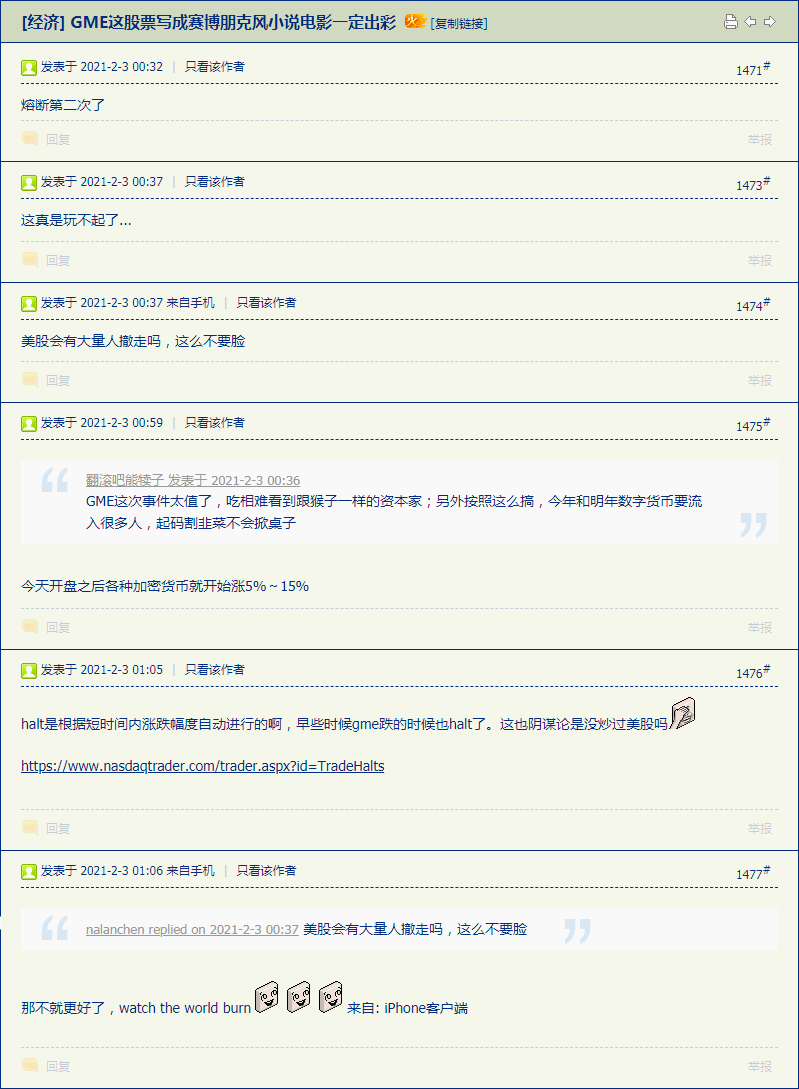 [经济] GME这股票写成赛博朋克风小说电影一定出彩 火 [复制链接]
发表于 2021-2-3 00:32 | 只看该作者 1471#
熔断第二次了
回复 举报
发表于 2021-2-3 00:37 | 只看该作者 1473#
这真是玩不起了...
回复 举报
发表于 2021-2-3 00:37 来自手机 | 只看该作者 1474#
美股会有大量人撤走吗，这么不要脸
回复 举报
发表于 2021-2-3 00:59 | 只看该作者 1475#
翻滚吧熊犊子 发表于 2021-2-3 00:36
GME这次事件太值了，吃相难看到跟猴子一样的资本家；另外按照这么搞，今年和明年数字货币要流
入很多人，起码割韭菜不会掀桌子
今天开盘之后各种加密货币就开始涨5%～15%
回复 举报
发表于 2021-2-3 01:05 | 只看该作者 1476#
halt是根据短时间内涨跌幅度自动进行的啊，早些时候gme跌的时候也halt了。这也阴谋论是没炒过美股吗
https://www.nasdaqtrader.com/trader.aspx?id=TradeHalts
回复 举报
发表于 2021-2-3 01:06 来自手机 | 只看该作者 1477#
nalanchen replied on 2021-2-3 00:37 美股会有大量人撤走吗，这么不要脸
那不就更好了，watch the world burn 来自: iPhone客户端
回复 举报